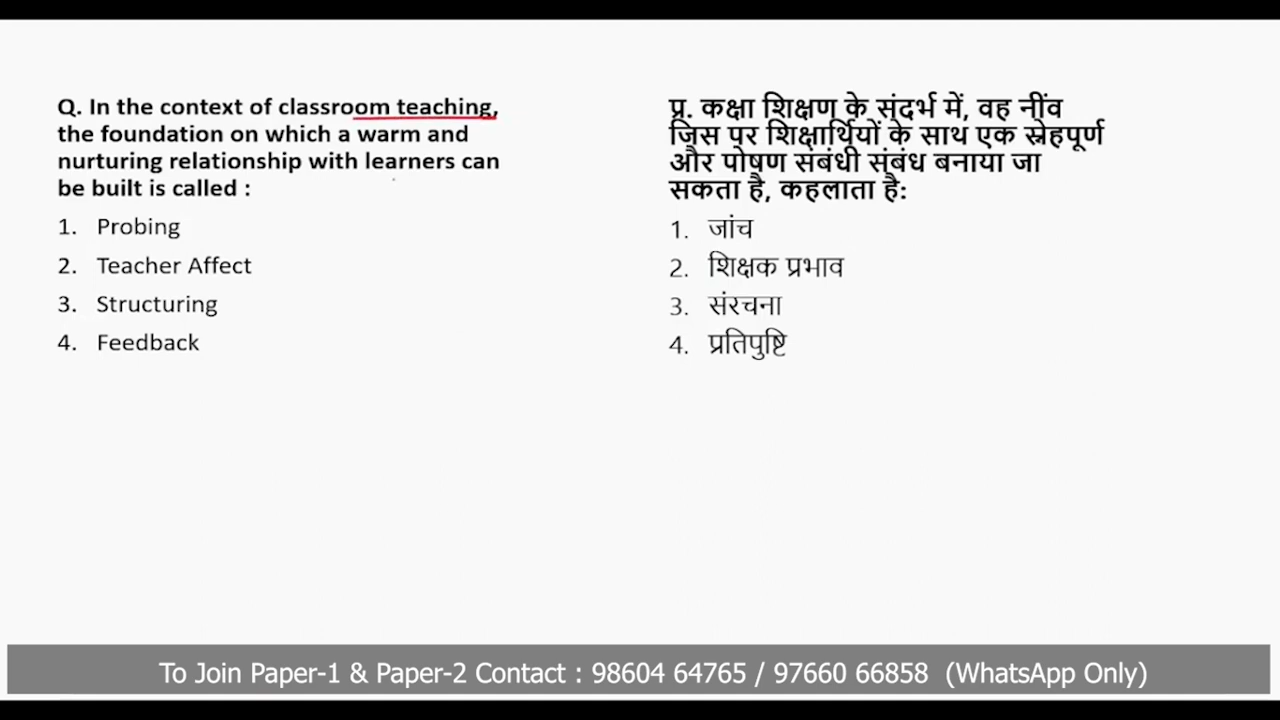 Q. In the context of classroom teaching,
the foundation on which a warm and
nurturing relationship with learners can
be built is called :
1. Probing
2. Teacher Affect
3. Structuring
4. Feedback
प्र. कक्षा शिक्षण के संदर्भ में, वह नींव
जिस पर शिक्षार्थियों के साथ एक स्नेहपूर्ण
और पोषण संबंधी संबंध बनाया जा
सकता है, कहलाता है:
1. जांच
2. शिक्षक प्रभाव
3. संरचना
4. प्रतिपुष्टि
To Join Paper-1 & Paper-2 Contact : 98604 64765 / 97660 66858 (WhatsApp Only)